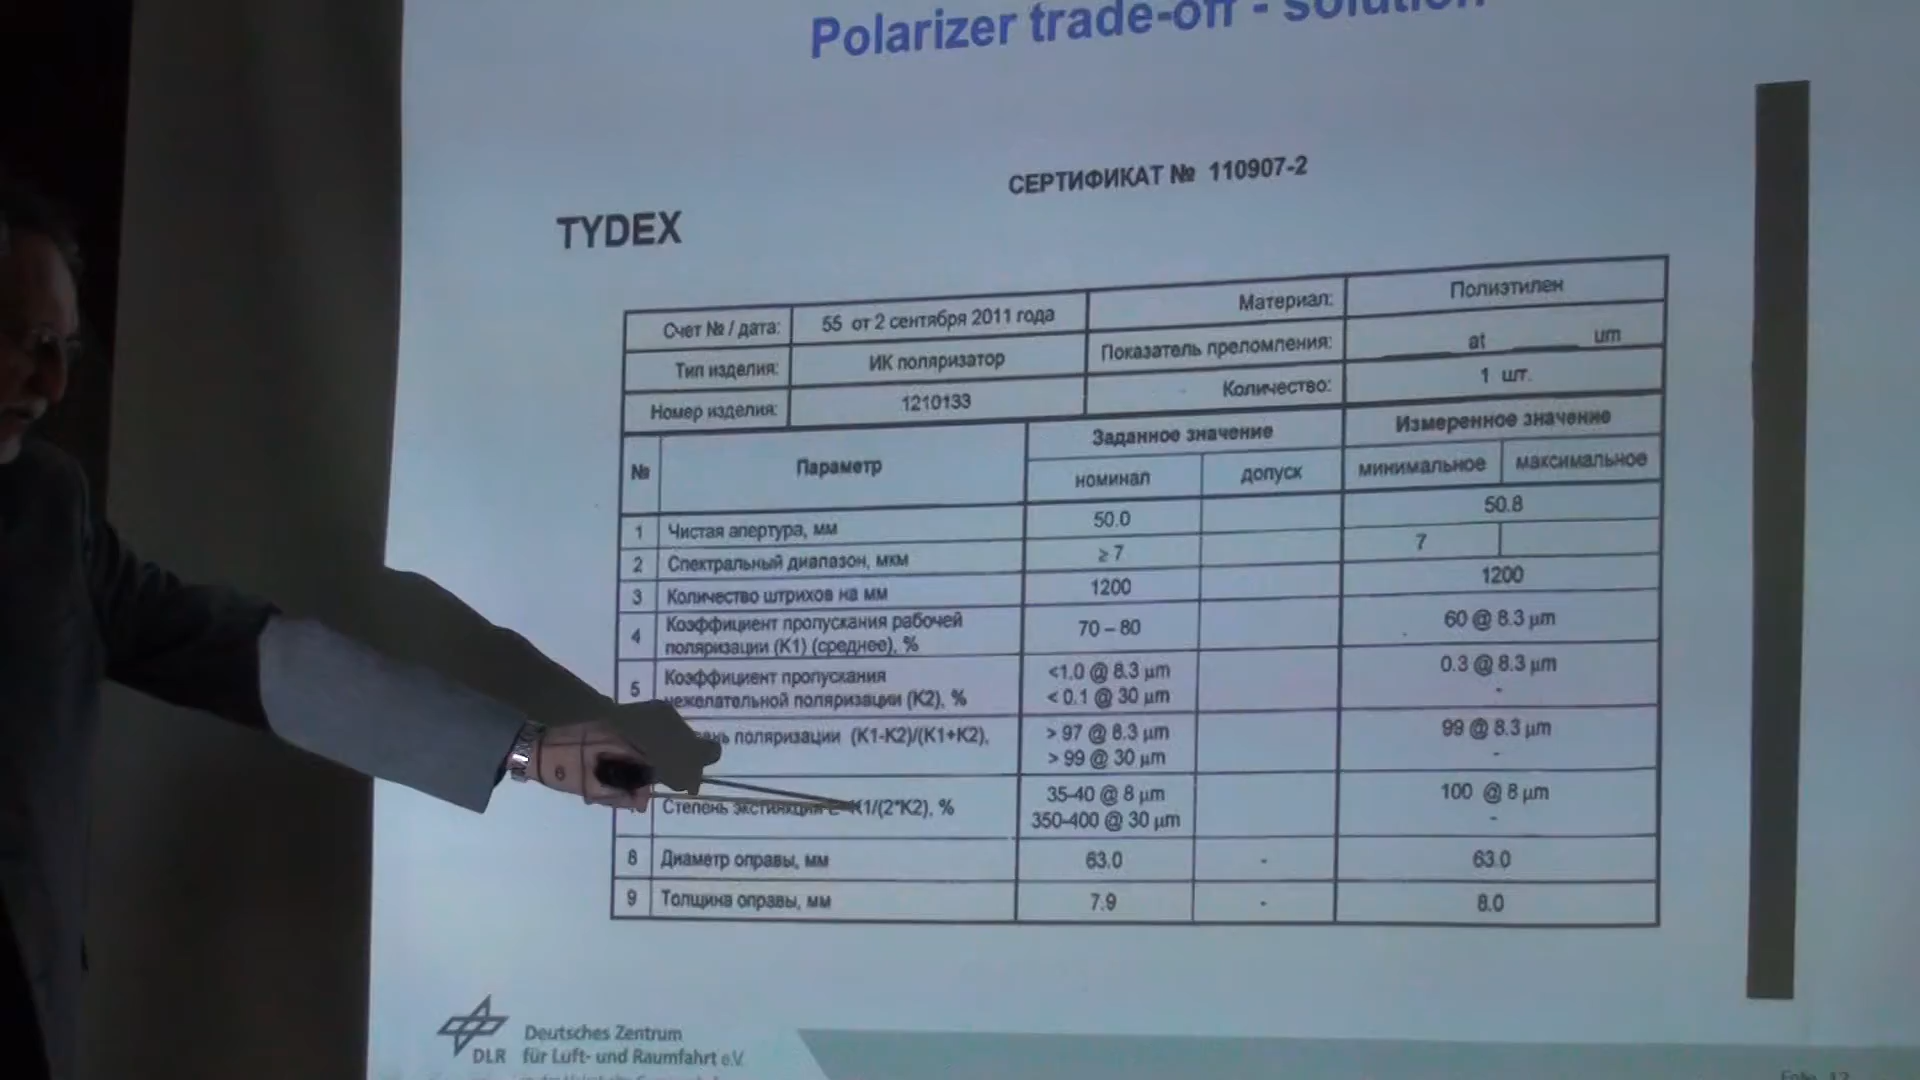 Polarizer trade-off - solution
СЕРТИФИКАТ № 110907-2
TYDEX
Счет № / дата: 55 от 2 сентября 2011 года Материал: Полиэтилен
Тип изделия: ИК поляризатор Показатель преломления: ______ at ______ um
Номер изделия: 1210133 Количество: 1 шт.
№ Параметр Заданное значение Измеренное значение
номинал допуск минимальное максимальное
1 Чистая апертура, мм 50.0 50.8
2 Спектральный диапазон, мкм ≥ 7 7
3 Количество штрихов на мм 1200 1200
4 Коэффициент пропускания рабочей
поляризации (K1) (среднее), % 70 – 80 60 @ 8.3 µm
5 Коэффициент пропускания <1.0 @ 8.3 µm 0.3 @ 8.3 µm
нежелательной поляризации (K2), % < 0.1 @ 30 µm -
поляризации (K1-K2)/(K1+K2), > 97 @ 8.3 µm 99 @ 8.3 µm
> 99 @ 30 µm -
6
Степень экстинкции K1/(2*K2), % 35-40 @ 8 µm 100 @ 8 µm
350-400 @ 30 µm -
8 Диаметр оправы, мм 63.0 - 63.0
9 Толщина оправы, мм 7.9 - 8.0
Deutsches Zentrum
DLR für Luft- und Raumfahrt e.V.